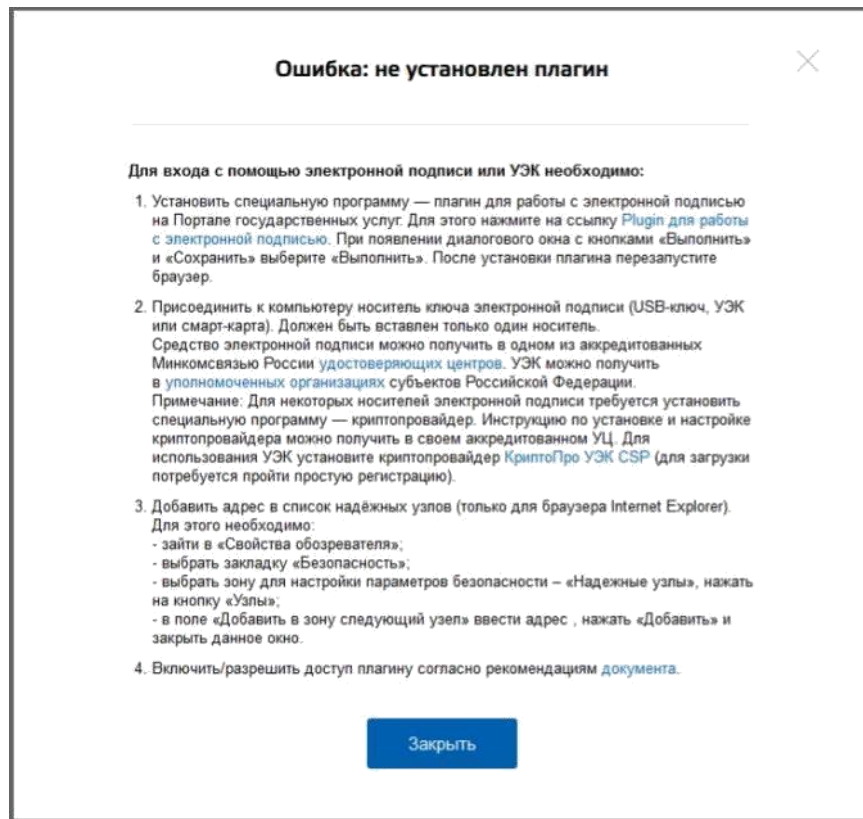 Ошибка: не установлен плагин
Для входа с помощью электронной подписи или УЭК необходимо:
1. Установить специальную программу — плагин для работы с электронной подписью
на Портале государственных услуг. Для этого нажмите на ссылку Plugin для работы
с электронной подписью. При появлении диалогового окна с кнопками «Выполнить»
и «Сохранить» выберите «Выполнить». После установки плагина перезапустите
браузер.
2. Присоединить к компьютеру носитель ключа электронной подписи (USB-ключ, УЭК
или смарт-карта). Должен быть вставлен только один носитель.
Средство электронной подписи можно получить в одном из аккредитованных
Минкомсвязью России удостоверяющих центров. УЭК можно получить
в уполномоченных организациях субъектов Российской Федерации.
Примечание: Для некоторых носителей электронной подписи требуется установить
специальную программу — криптопровайдер. Инструкцию по установке и настройке
криптопровайдера можно получить в своем аккредитованном УЦ. Для
использования УЭК установите криптопровайдер КриптоПро УЭК CSP (для загрузки
потребуется пройти простую регистрацию).
3. Добавить адрес в список надёжных узлов (только для браузера Internet Explorer).
Для этого необходимо:
- зайти в «Свойства обозревателя»;
- выбрать закладку «Безопасность»;
- выбрать зону для настройки параметров безопасности – «Надежные узлы», нажать
на кнопку «Узлы»;
- в поле «Добавить в зону следующий узел» ввести адрес , нажать «Добавить» и
закрыть данное окно.
4. Включить/разрешить доступ плагину согласно рекомендациям документа.
Закрыть